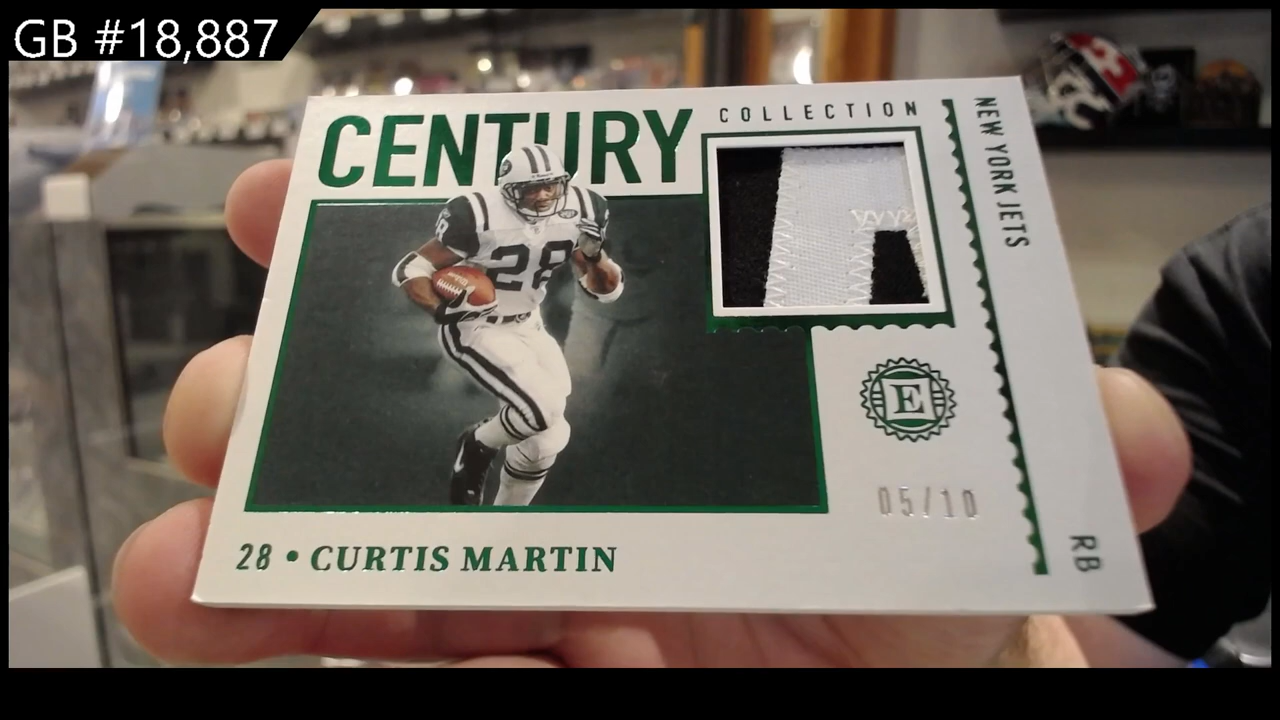 GB #18,887
CENTURY
COLLECTION
NEW YORK JETS
28
E
05/10
28 • CURTIS MARTIN
RB